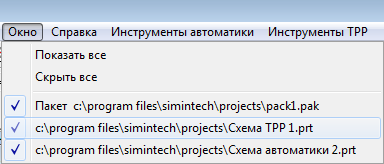 Окно Справка Инструменты автоматики Инструменты ТРР
Показать все
Скрыть все
Пакет c:\program files\simintech\projects\pack1.pak
c:\program files\simintech\projects\Схема ТРР 1.prt
c:\program files\simintech\projects\Схема автоматики 2.prt